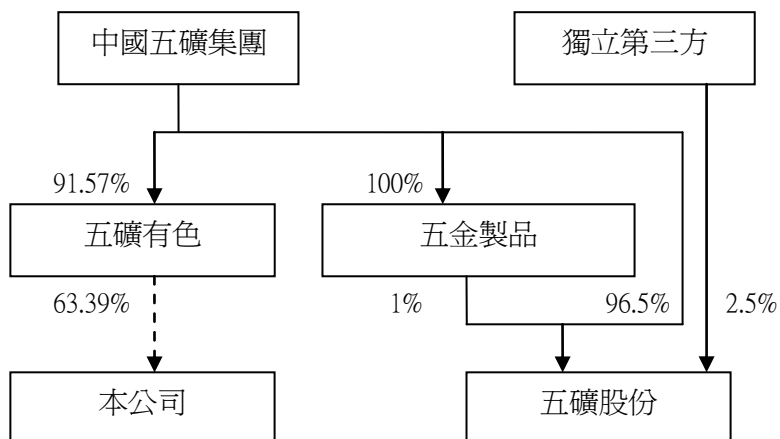 中國五礦集團
獨立第三方
91.57%
100%
五礦有色
五金製品
63.39%
1%
96.5%
2.5%
本公司
五礦股份